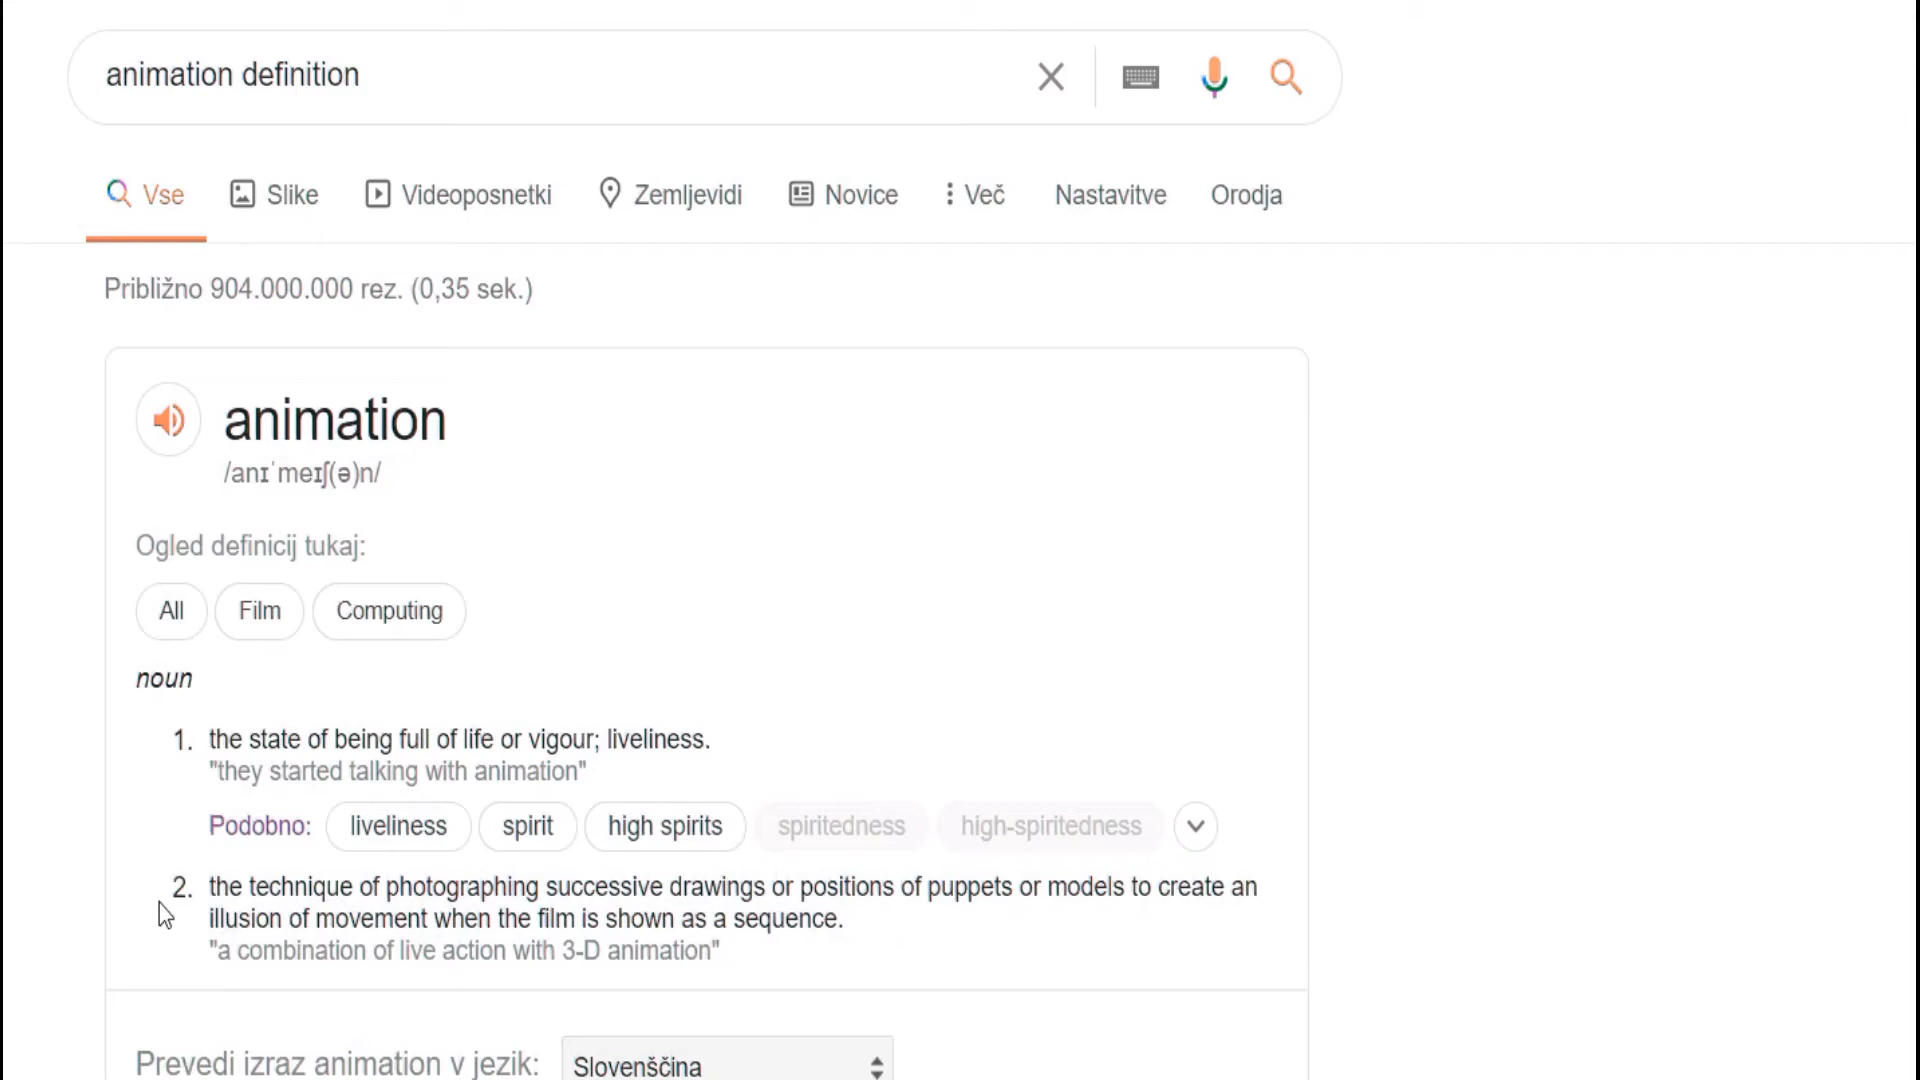 animation definition
Vse Slike Videoposnetki Zemljevidi Novice Več Nastavitve Orodja
Približno 904.000.000 rez. (0,35 sek.)
animation
/anɪˈmeɪʃ(ə)n/
Ogled definicij tukaj:
All Film Computing
noun
1. the state of being full of life or vigour; liveliness.
"they started talking with animation"
Podobno: liveliness spirit high spirits spiritedness high-spiritedness
2. the technique of photographing successive drawings or positions of puppets or models to create an
illusion of movement when the film is shown as a sequence.
"a combination of live action with 3-D animation"
Prevedi izraz animation v jezik: Slovenščina